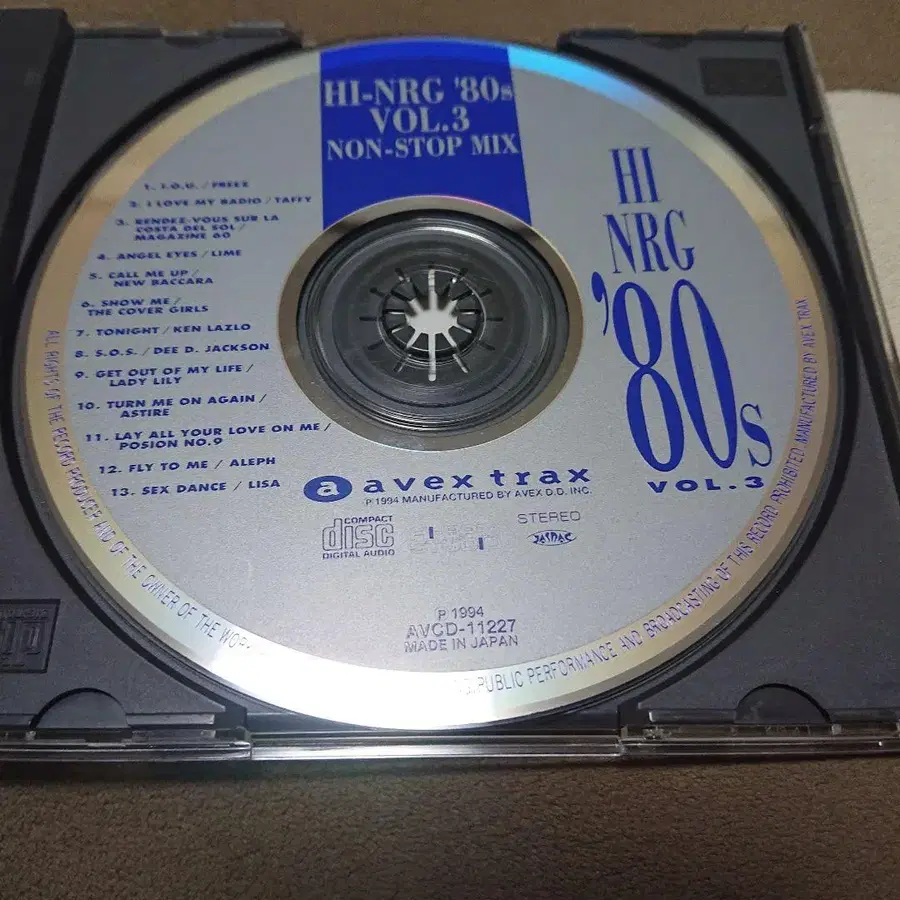 HI-NRG '80s
VOL.3
NON-STOP MIX
1. I.O.U. / FREEZ
2. I LOVE MY RADIO / TAFFY
3. RENDEZ-VOUS SUR LA
COSTA DEL SOL /
MAGAZINE 60
4. ANGEL EYES / LIME
5. CALL ME UP /
NEW BACCARA
6. SHOW ME /
THE COVER GIRLS
7. TONIGHT / KEN LAZLO
8. S.O.S. / DEE D. JACKSON
9. GET OUT OF MY LIFE /
LADY LILY
10. TURN ME ON AGAIN /
ASTIRE
11. LAY ALL YOUR LOVE ON ME /
POSION NO.9
12. FLY TO ME / ALEPH
13. SEX DANCE / LISA
HI
NRG
'80s
VOL.3
a avex trax
P 1994 MANUFACTURED BY AVEX D.D. INC.
COMPACT
disc
DIGITAL AUDIO
STEREO
JASRAC
P 1994
AVCD-11227
MADE IN JAPAN
ALL RIGHTS OF THE RECORD PRODUCER AND OF THE OWNER OF THE
PUBLIC PERFORMANCE AND BROADCASTING OF THIS RECORD PROHIBITED. MANUFACTURED BY AVEX TRAX